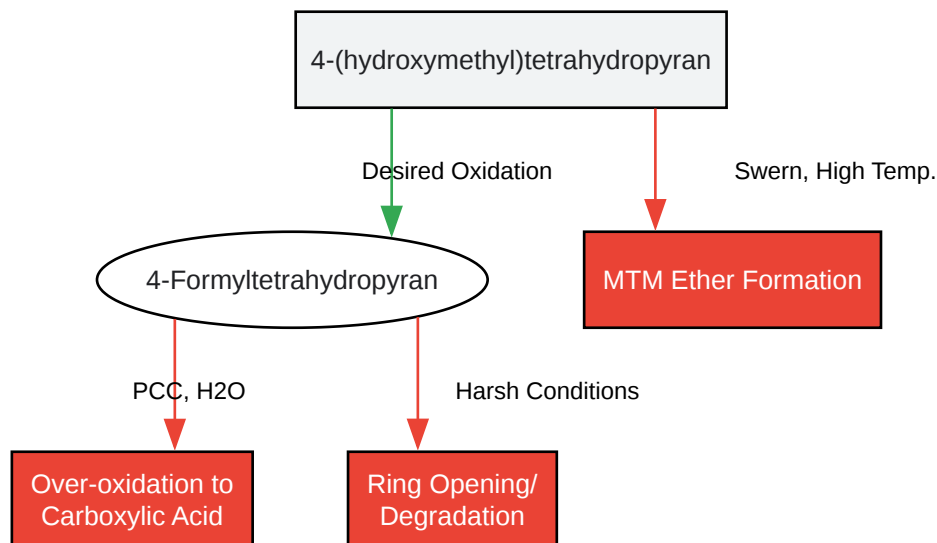 4-(hydroxymethyl)tetrahydropyran
Desired Oxidation
Swern, High Temp.
4-Formyltetrahydropyran
MTM Ether Formation
PCC, H2O
Harsh Conditions
Over-oxidation to
Carboxylic Acid
Ring Opening/
Degradation